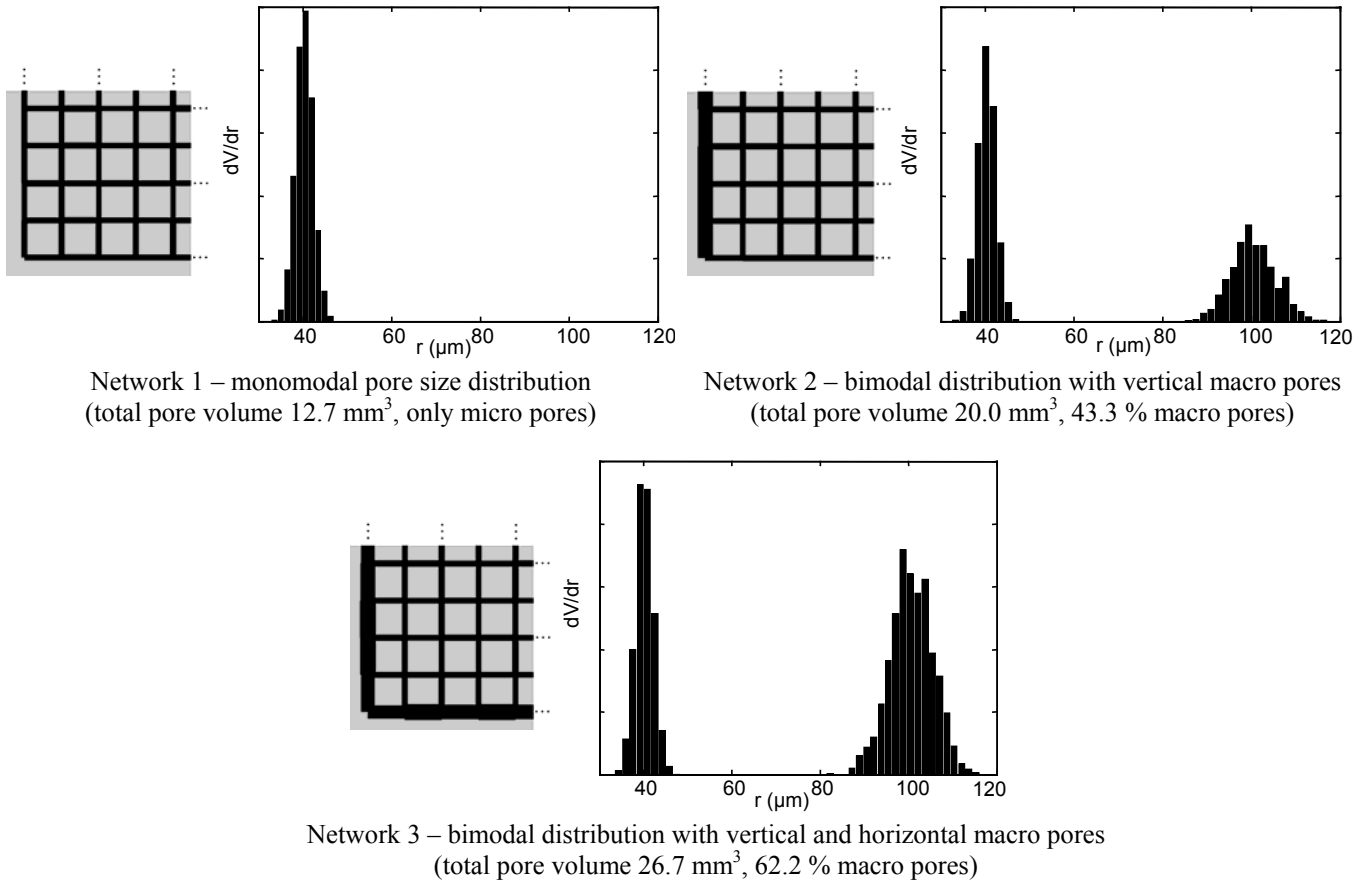 dV/dr
40
60
80
100
120
r (µm)
Network 1 – monomodal pore size distribution
(total pore volume 12.7 mm³, only micro pores)
dV/dr
40
60
80
100
120
r (µm)
Network 2 – bimodal distribution with vertical macro pores
(total pore volume 20.0 mm³, 43.3 % macro pores)
dV/dr
40
60
80
100
120
r (µm)
Network 3 – bimodal distribution with vertical and horizontal macro pores
(total pore volume 26.7 mm³, 62.2 % macro pores)